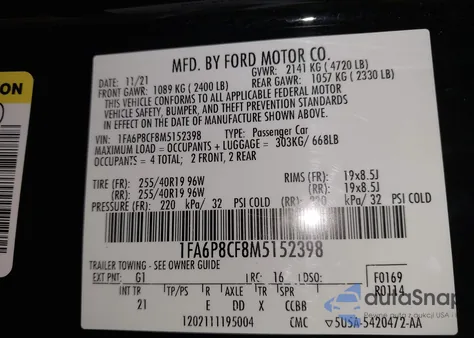 ON
MFD. BY FORD MOTOR CO.
DATE: 11/21 GVWR: 2141 KG ( 4720 LB)
FRONT GAWR: 1089 KG ( 2400 LB) REAR GAWR: 1057 KG ( 2330 LB)
THIS VEHICLE CONFORMS TO ALL APPLICABLE FEDERAL MOTOR
VEHICLE SAFETY, BUMPER, AND THEFT PREVENTION STANDARDS
IN EFFECT ON THE DATE OF MANUFACTURE SHOWN ABOVE.
VIN: 1FA6P8CF8M5152398 TYPE: Passenger Car
MAXIMUM LOAD = OCCUPANTS + LUGGAGE = 303KG/ 668LB
OCCUPANTS = 4 TOTAL; 2 FRONT, 2 REAR
TIRE (FR): 255/40R19 96W RIMS (FR): 19x8.5J
(RR): 255/40R19 96W (RR): 19x8.5J
PRESSURE (FR): 220 kPa/ 32 PSI COLD (RR) kPa/ 32 PSI COLD
1FA6P8CF8M5152398
TRAILER TOWING - SEE OWNER GUIDE
EXT PNT: G1 RC: 16 DSO: F0169
INT TR TP/PS R AXLE TR SPR R0114
21 E DD X CCBB
1202111195004 CMC 5USA-5420472-AA
autoSnap